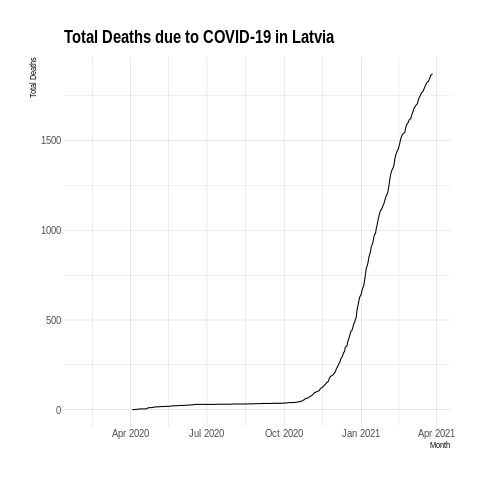 Total Deaths due to COVID-19 in Latvia
Total Deaths
1500
1000
500
0
Apr 2020 Jul 2020 Oct 2020 Jan 2021 Apr 2021
Month